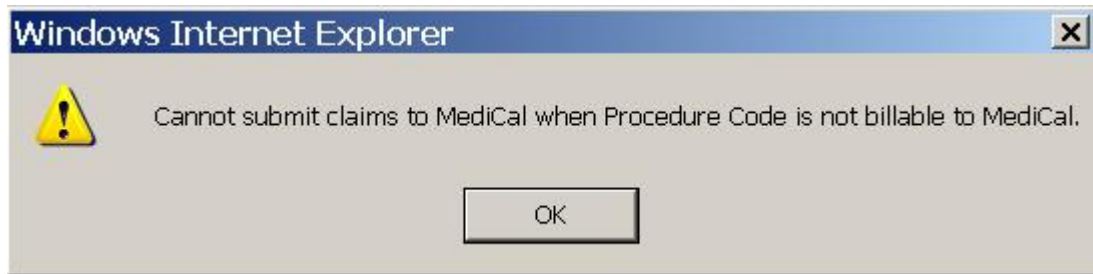 Windows Internet Explorer
Cannot submit claims to MediCal when Procedure Code is not billable to MediCal.
OK